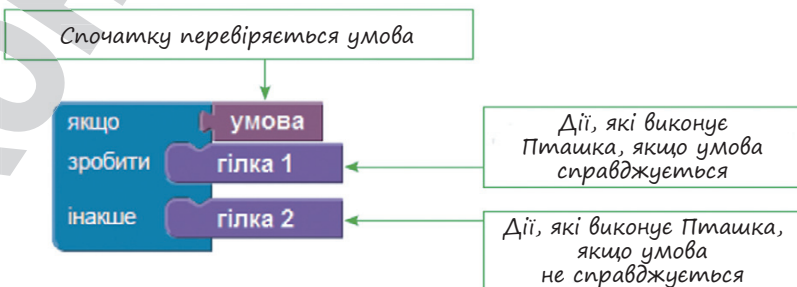 Спочатку перевіряється умова
якщо умова
зробити гілка 1
інакше гілка 2
Дії, які виконує
Пташка, якщо умова
справджується
Дії, які виконує Пташка,
якщо умова
не справджується